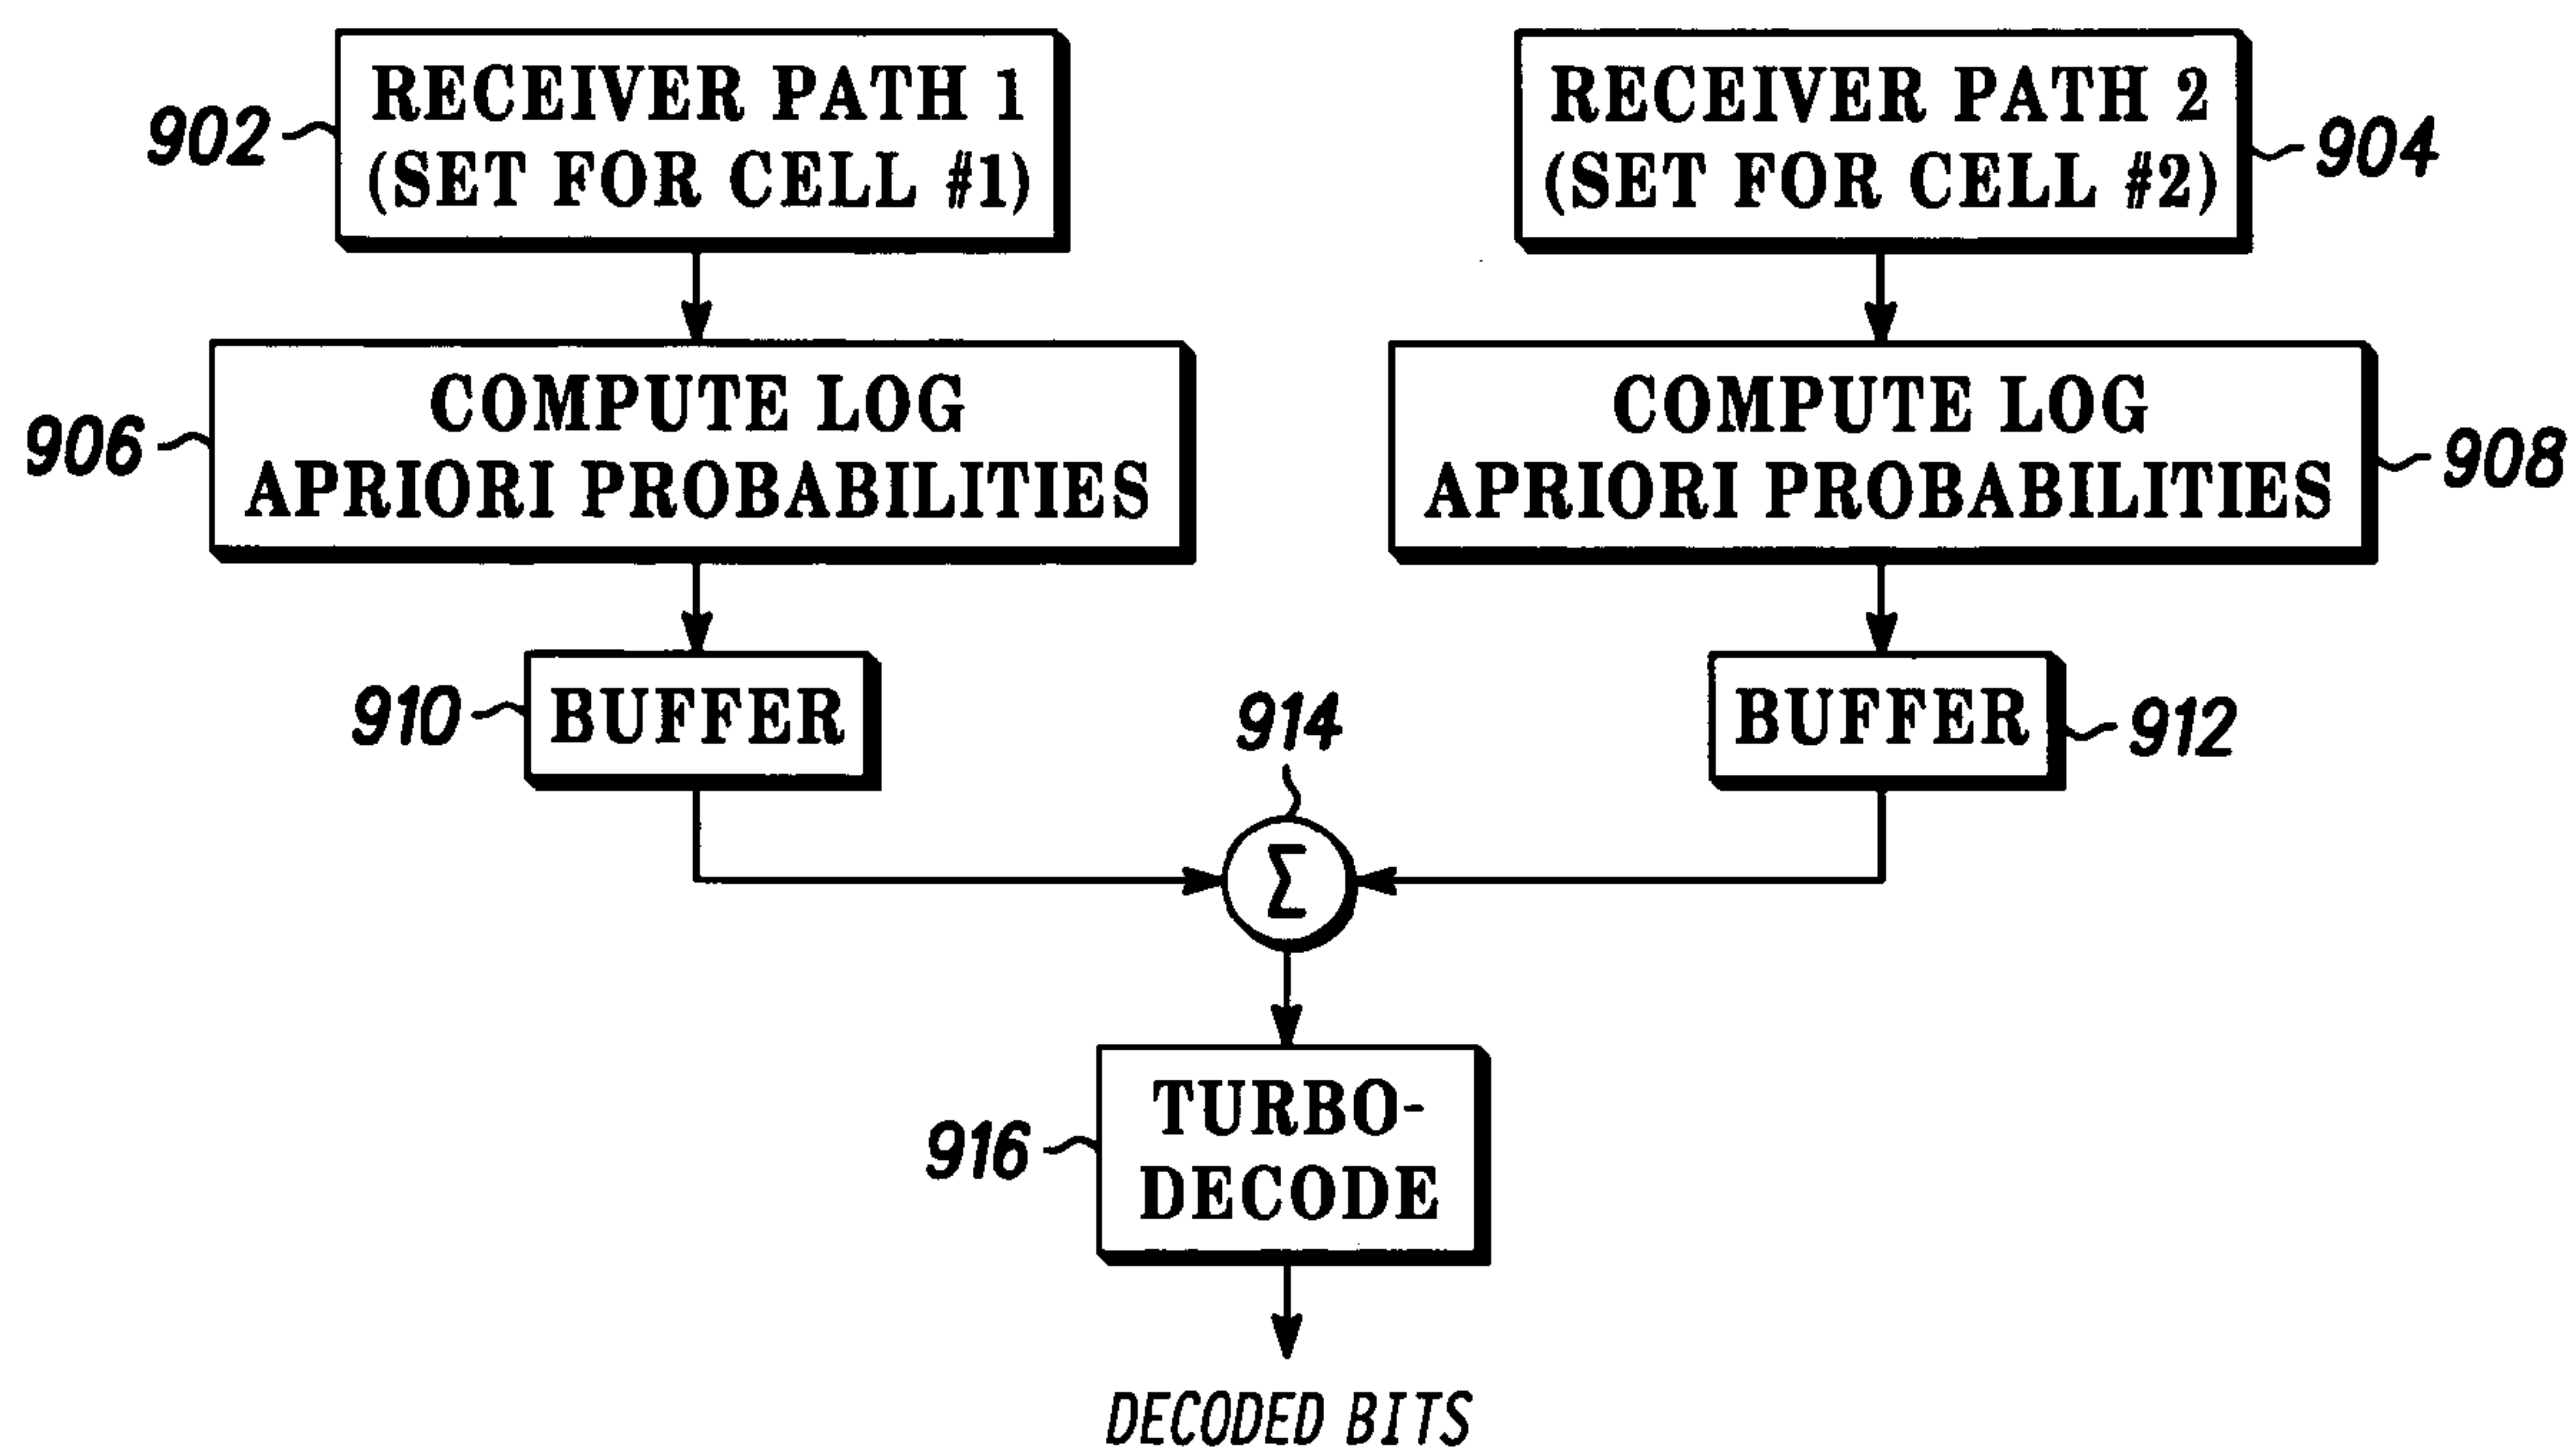 RECEIVER PATH 1
(SET FOR CELL #1)
902
RECEIVER PATH 2
(SET FOR CELL #2)
904
906
COMPUTE LOG
APRIORI PROBABILITIES
COMPUTE LOG
APRIORI PROBABILITIES
908
910
BUFFER
914
BUFFER
912
Σ
916
TURBO-
DECODE
DECODED BITS